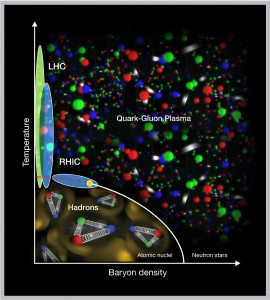 LHC
Quark-Gluon Plasma
Temperature
RHIC
Hadrons
Atomic nuclei
Neutron stars
Baryon density